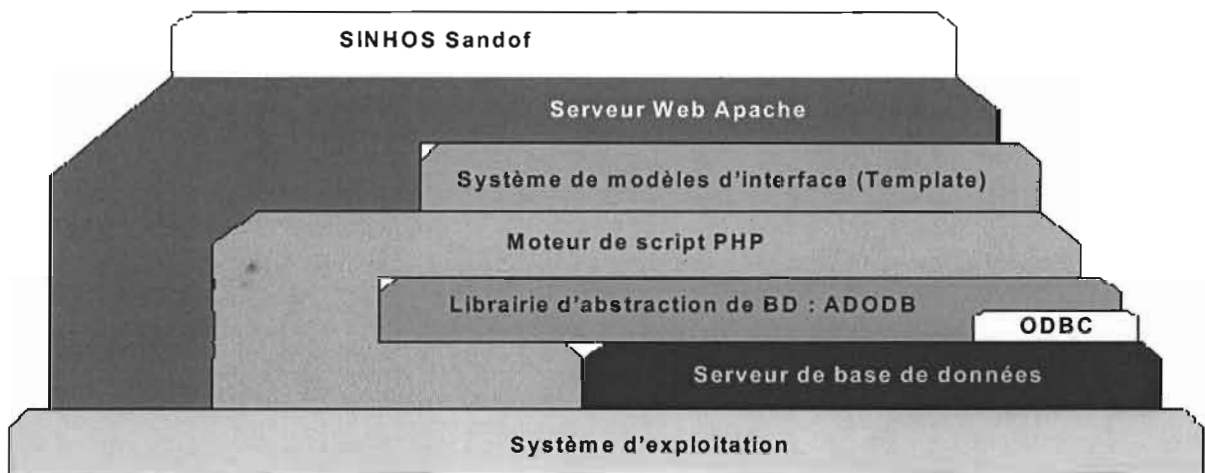 SINHOS Sandof
Serveur Web Apache
Système de modèles d'interface (Template)
Moteur de script PHP
Librairie d'abstraction de BD : ADODB
ODBC
Serveur de base de données
Système d'exploitation